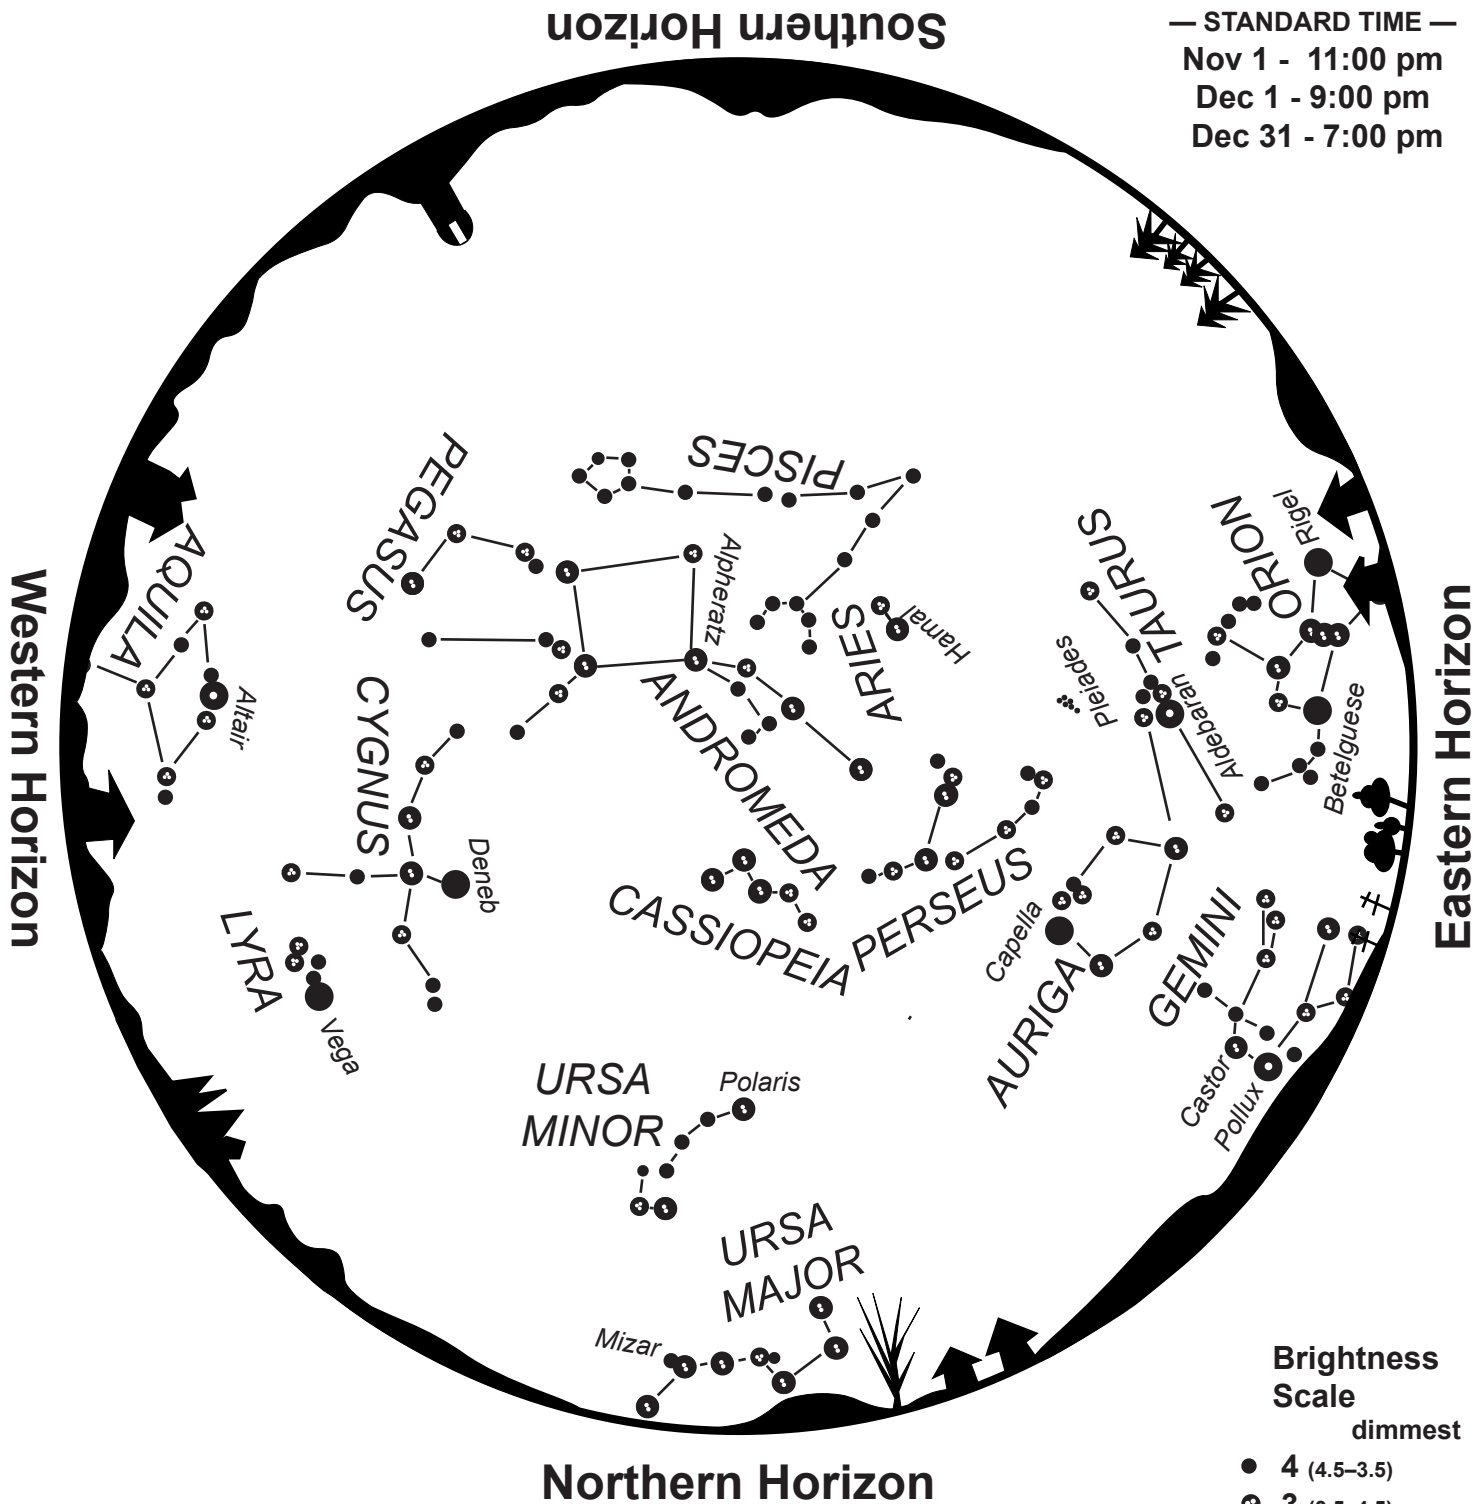 Southern Horizon
— STANDARD TIME —
Nov 1 - 11:00 pm
Dec 1 - 9:00 pm
Dec 31 - 7:00 pm
PISCES
PEGASUS
Alpheratz
ARIES
Hamal
TAURUS
Pleiades
Aldebaran
ORION
Rigel
Betelguese
AQUILA
Altair
Western Horizon
Eastern Horizon
CYGNUS
Deneb
ANDROMEDA
CASSIOPEIA
PERSEUS
Capella
AURIGA
GEMINI
Castor
Pollux
LYRA
Vega
URSA
MINOR
Polaris
URSA
MAJOR
Mizar
Northern Horizon
Brightness
Scale
dimmest
4 (4.5–3.5)